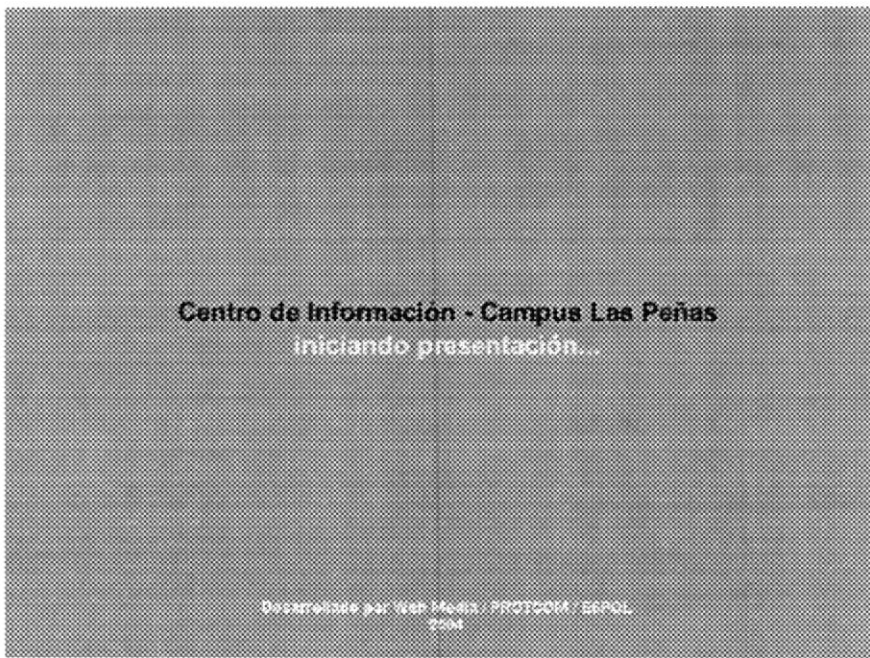 Centro de Información - Campus Las Peñas
iniciando presentación...
Desarrollado por Web Media / PROTCOM / ESPOL
2004